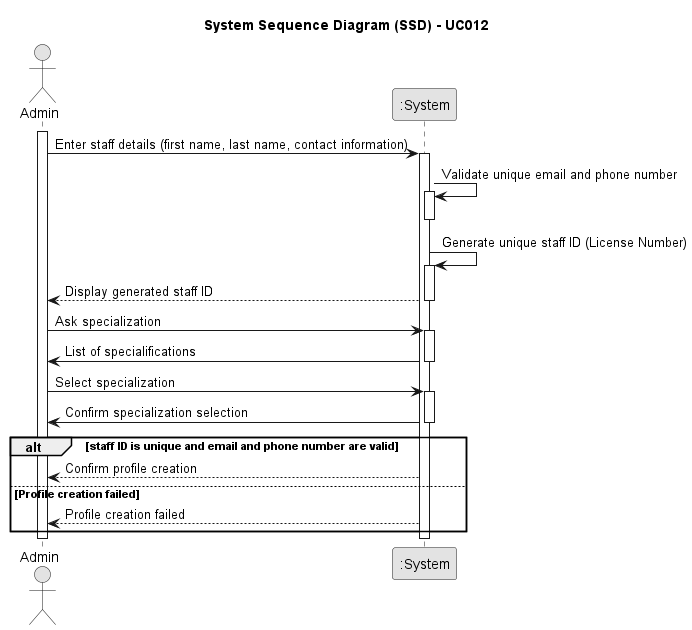 System Sequence Diagram (SSD) - UC012
Admin
:System
Enter staff details (first name, last name, contact information)
Validate unique email and phone number
Generate unique staff ID (License Number)
Display generated staff ID
Ask specialization
List of specialifications
Select specialization
Confirm specialization selection
alt [staff ID is unique and email and phone number are valid]
Confirm profile creation
[Profile creation failed]
Profile creation failed
Admin
:System